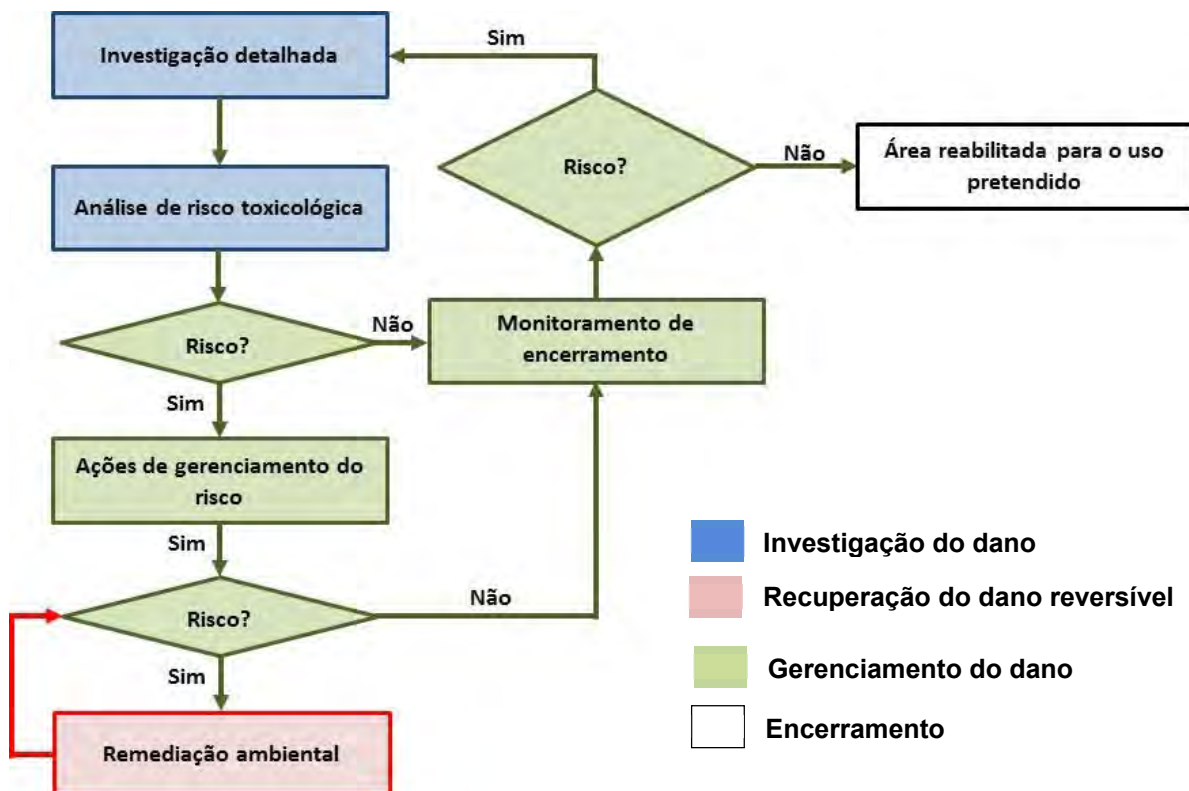 Investigação detalhada
Sim
Risco?
Não
Área reabilitada para o uso
pretendido
Análise de risco toxicológica
Risco?
Não
Monitoramento de
encerramento
Sim
Ações de gerenciamento do
risco
Sim
Risco?
Não
Sim
Remediação ambiental
Investigação do dano
Recuperação do dano reversível
Gerenciamento do dano
Encerramento